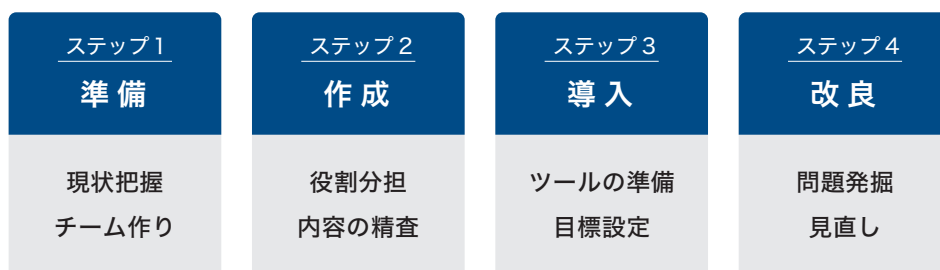 ステップ1
準備
現状把握
チーム作り
ステップ2
作成
役割分担
内容の精査
ステップ3
導入
ツールの準備
目標設定
ステップ4
改良
問題発掘
見直し